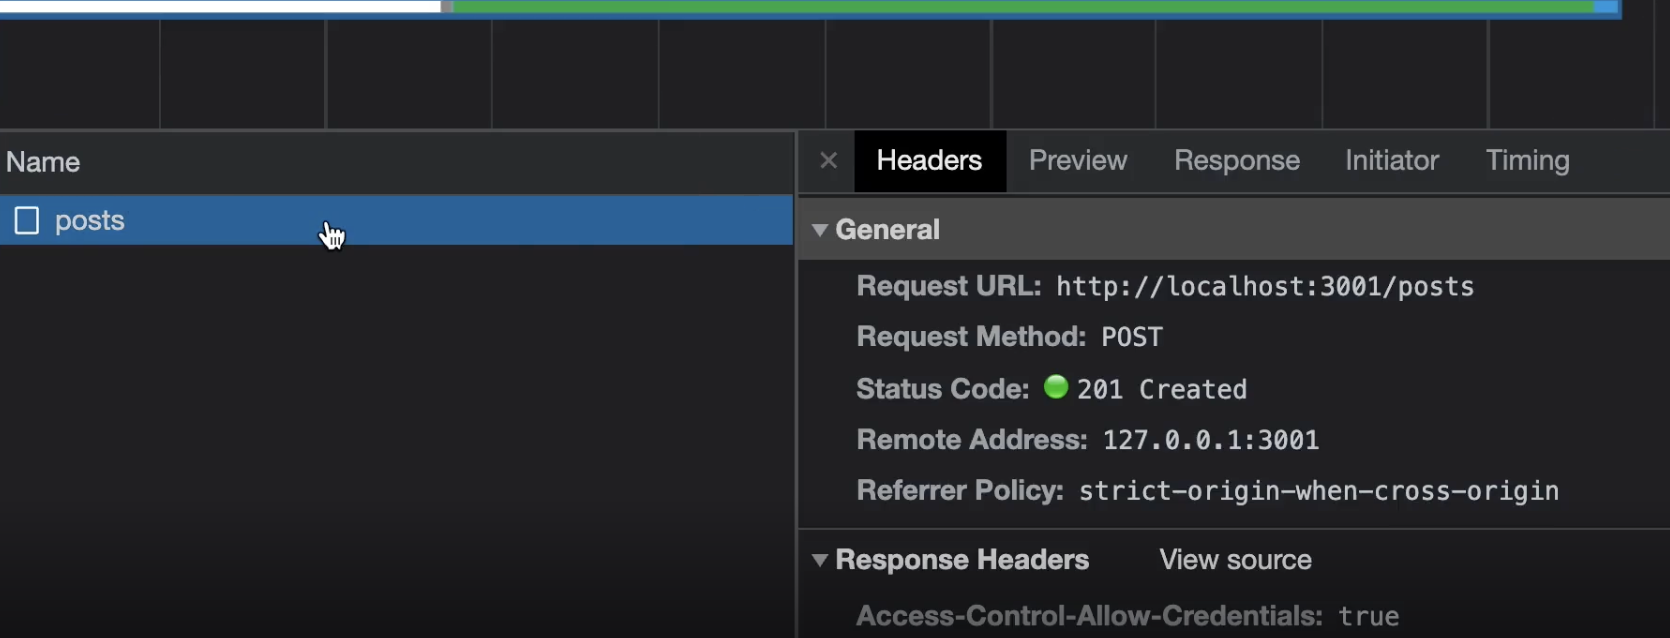 Name
posts
Headers Preview Response Initiator Timing
General
Request URL: http://localhost:3001/posts
Request Method: POST
Status Code: 201 Created
Remote Address: 127.0.0.1:3001
Referrer Policy: strict-origin-when-cross-origin
Response Headers View source
Access-Control-Allow-Credentials: true